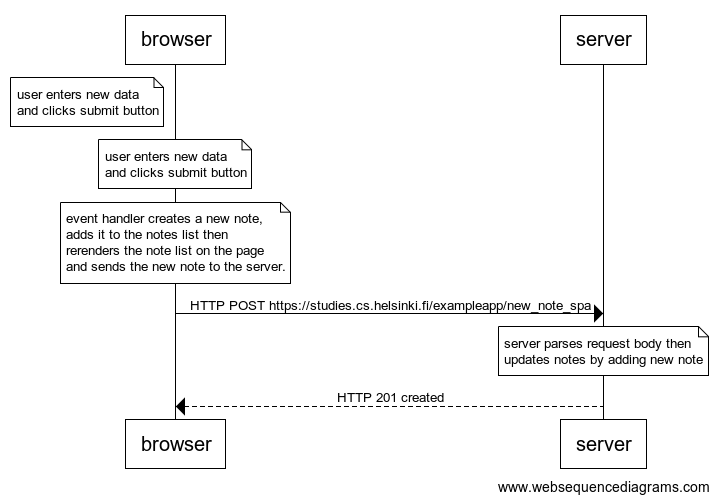 browser
server
user enters new data
and clicks submit button
user enters new data
and clicks submit button
event handler creates a new note,
adds it to the notes list then
rerenders the note list on the page
and sends the new note to the server.
HTTP POST https://studies.cs.helsinki.fi/exampleapp/new_note_spa
server parses request body then
updates notes by adding new note
HTTP 201 created
browser
server
www.websequencediagrams.com